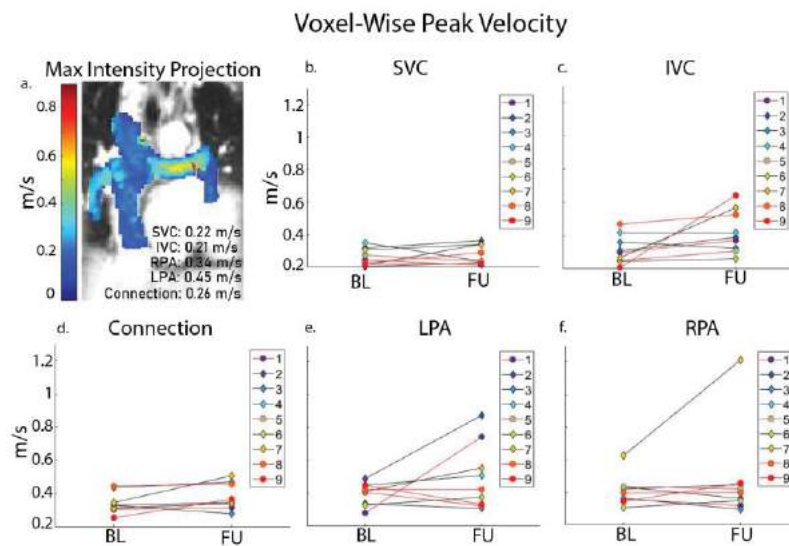 Voxel-Wise Peak Velocity
a.
Max Intensity Projection
m/s
0.8
0.6
0.4
0.2
0
SVC: 0.22 m/s
IVC: 0.21 m/s
RPA: 0.34 m/s
LPA: 0.45 m/s
Connection: 0.26 m/s
b.
SVC
m/s
1.2
1
0.8
0.6
0.4
0.2
BL
FU
1
2
3
4
5
6
7
8
9
c.
IVC
BL
FU
1
2
3
4
5
6
7
8
9
d.
Connection
m/s
1.2
1
0.8
0.6
0.4
0.2
BL
FU
1
2
3
4
5
6
7
8
9
e.
LPA
BL
FU
1
2
3
4
5
6
7
8
9
f.
RPA
BL
FU
1
2
3
4
5
6
7
8
9